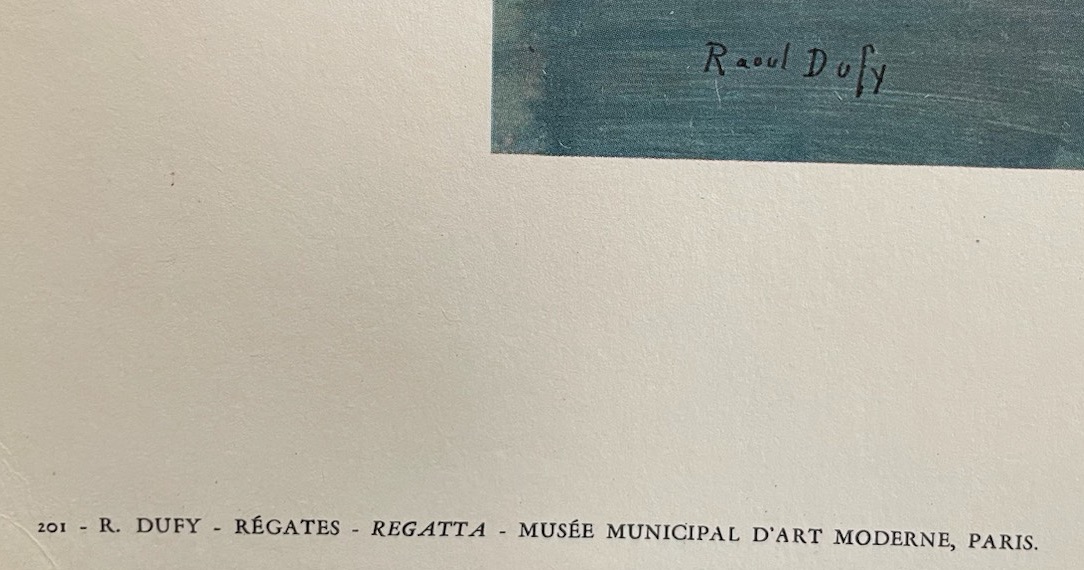 Raoul Dufy
201 - R. DUFY - RÉGATES - REGATTA - MUSÉE MUNICIPAL D'ART MODERNE, PARIS.